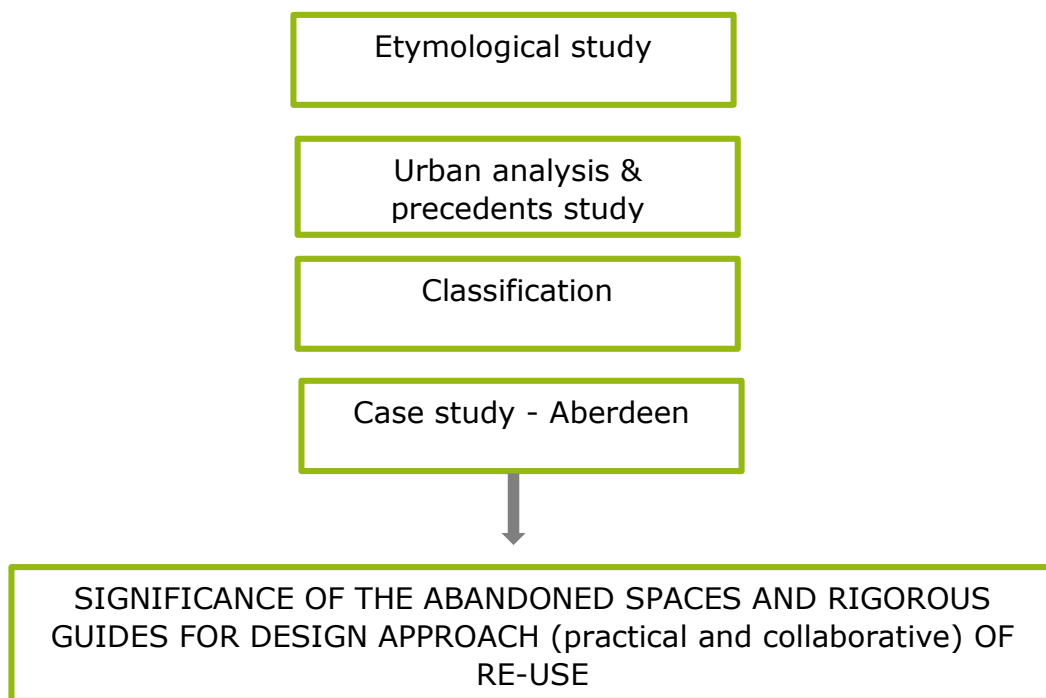 Etymological study
Urban analysis &
precedents study
Classification
Case study - Aberdeen
SIGNIFICANCE OF THE ABANDONED SPACES AND RIGOROUS
GUIDES FOR DESIGN APPROACH (practical and collaborative) OF
RE-USE